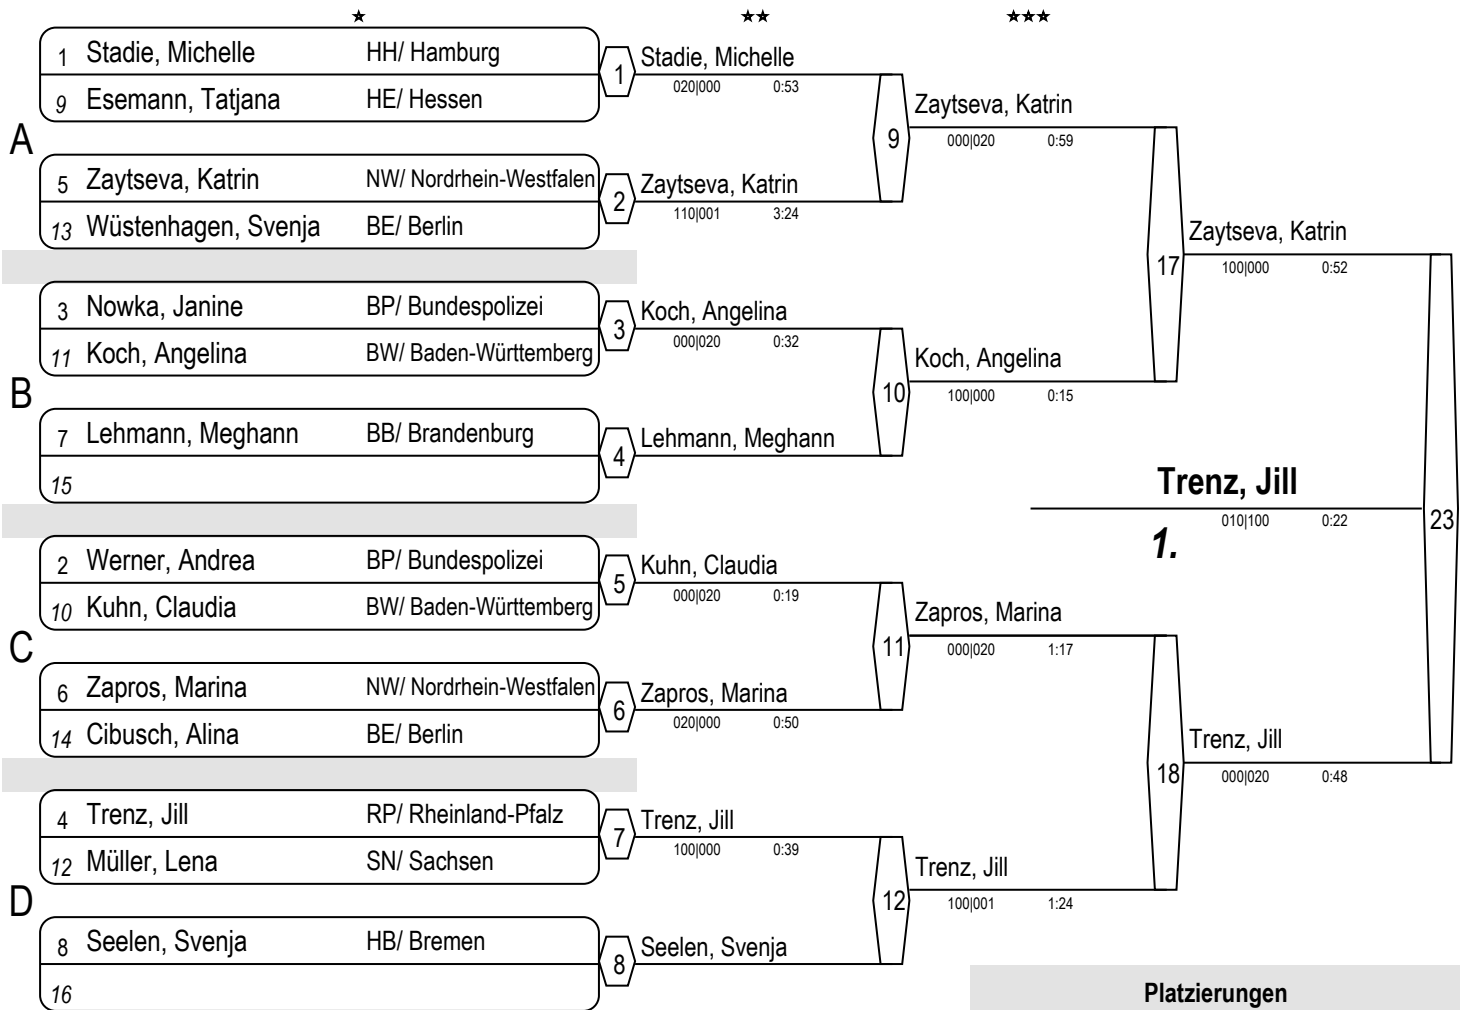 ★ ★★ ★★★
A
1 Stadie, Michelle HH/ Hamburg
9 Esemann, Tatjana HE/ Hessen
1 Stadie, Michelle
020|000 0:53
5 Zaytseva, Katrin NW/ Nordrhein-Westfalen
13 Wüstenhagen, Svenja BE/ Berlin
2 Zaytseva, Katrin
110|001 3:24
9 Zaytseva, Katrin
000|020 0:59
B
3 Nowka, Janine BP/ Bundespolizei
11 Koch, Angelina BW/ Baden-Württemberg
3 Koch, Angelina
000|020 0:32
7 Lehmann, Meghann BB/ Brandenburg
15
4 Lehmann, Meghann
10 Koch, Angelina
100|000 0:15
17 Zaytseva, Katrin
100|000 0:52
C
2 Werner, Andrea BP/ Bundespolizei
10 Kuhn, Claudia BW/ Baden-Württemberg
5 Kuhn, Claudia
000|020 0:19
6 Zapros, Marina NW/ Nordrhein-Westfalen
14 Cibusch, Alina BE/ Berlin
6 Zapros, Marina
020|000 0:50
11 Zapros, Marina
000|020 1:17
D
4 Trenz, Jill RP/ Rheinland-Pfalz
12 Müller, Lena SN/ Sachsen
7 Trenz, Jill
100|000 0:39
8 Seelen, Svenja HB/ Bremen
16
8 Seelen, Svenja
12 Trenz, Jill
100|001 1:24
18 Trenz, Jill
000|020 0:48
23 Trenz, Jill
010|100 0:22
1.
Platzierungen